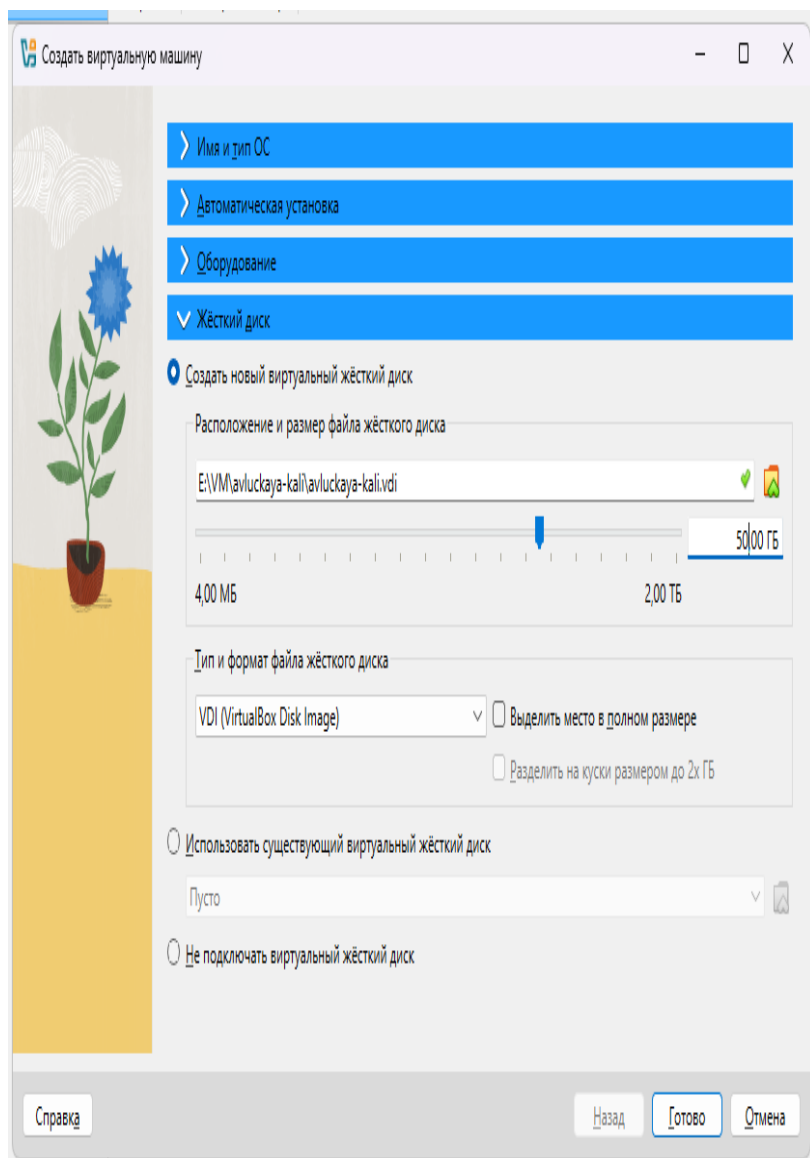 Создать виртуальную машину
Имя и тип ОС
Автоматическая установка
Оборудование
Жёсткий диск
Создать новый виртуальный жёсткий диск
Расположение и размер файла жёсткого диска
E:\VM\avluckaya-kali\avluckaya-kali.vdi
50,00 ГБ
4,00 МБ 2,00 ТБ
Тип и формат файла жёсткого диска
VDI (VirtualBox Disk Image) Выделить место в полном размере
Разделить на куски размером до 2х ГБ
Использовать существующий виртуальный жёсткий диск
Пусто
Не подключать виртуальный жёсткий диск
Справка Назад Готово Отмена